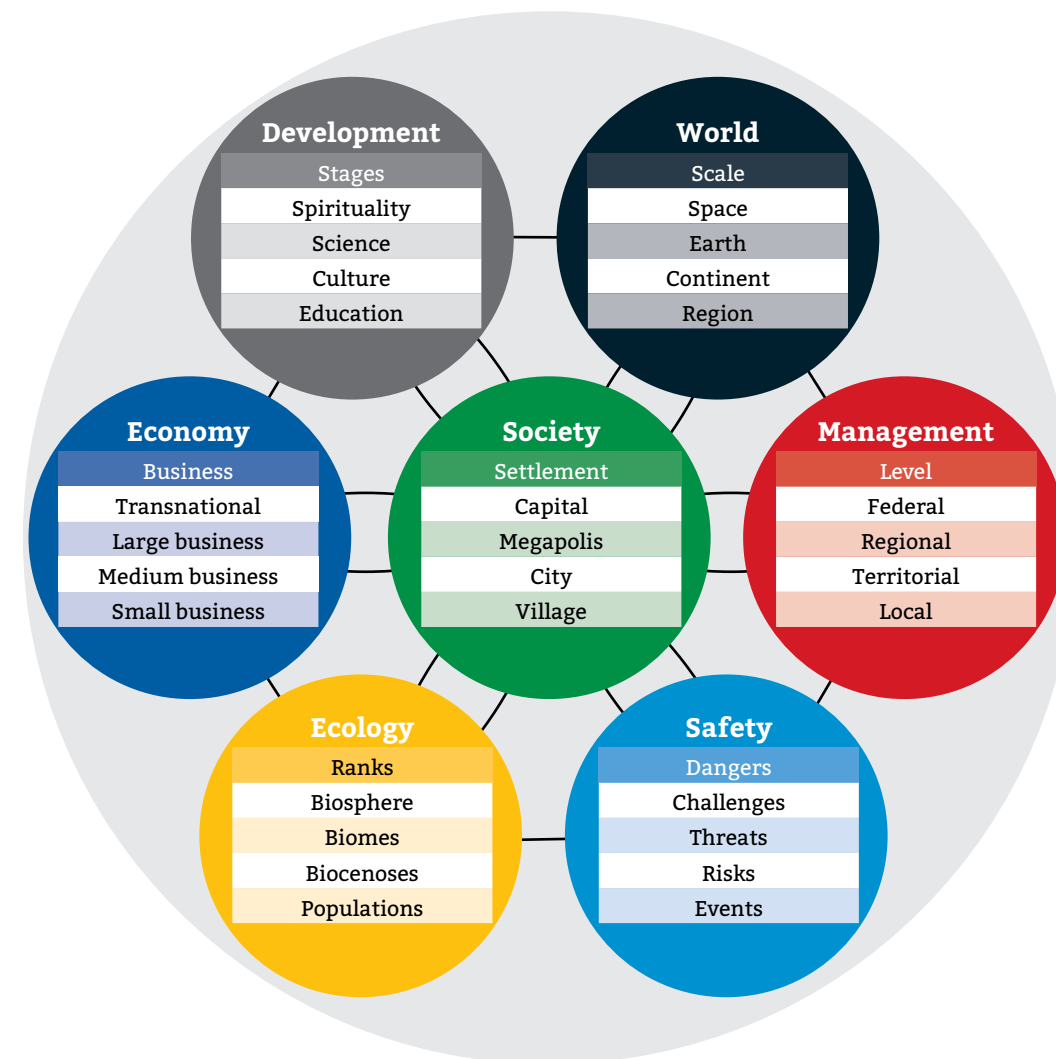 Development
Stages
Spirituality
Science
Culture
Education
World
Scale
Space
Earth
Continent
Region
Economy
Business
Transnational
Large business
Medium business
Small business
Society
Settlement
Capital
Megapolis
City
Village
Management
Level
Federal
Regional
Territorial
Local
Ecology
Ranks
Biosphere
Biomes
Biocenoses
Populations
Safety
Dangers
Challenges
Threats
Risks
Events